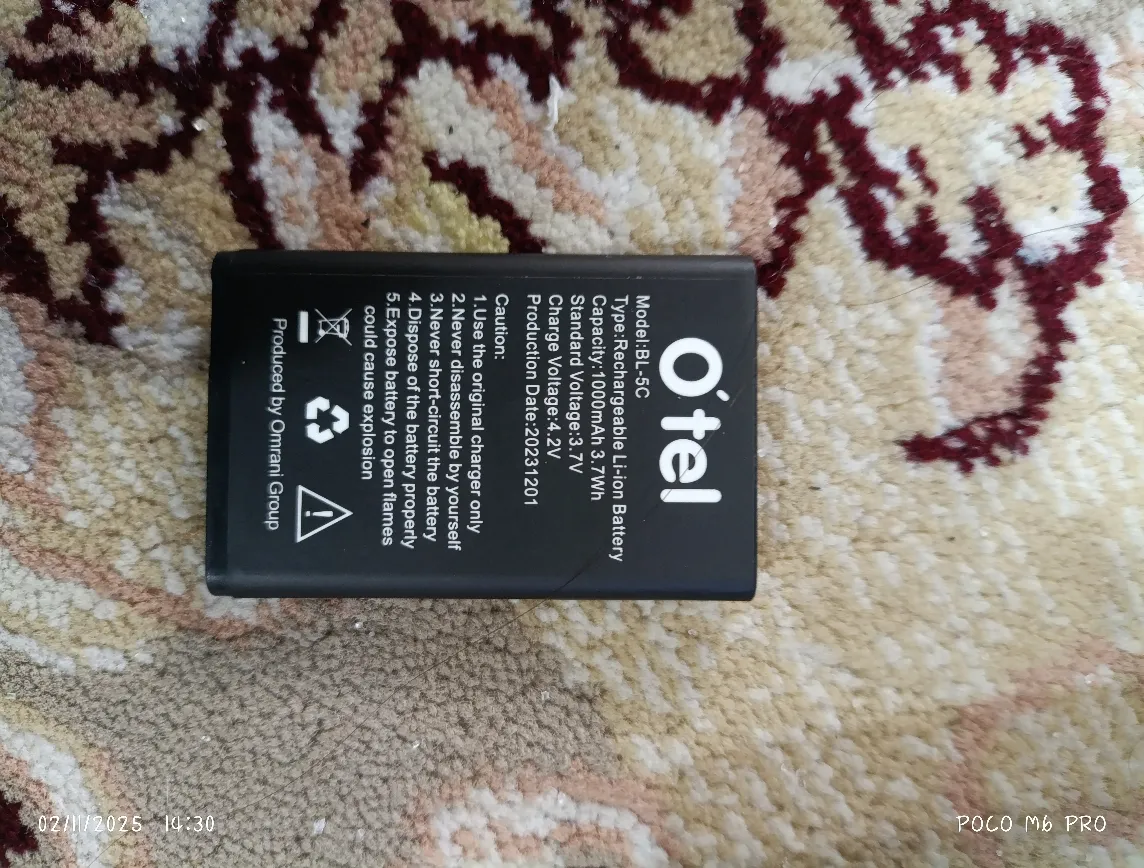 O'tel
Model:BL-5C
Type:Rechargeable Li-ion Battery
Capacity:1000mAh 3.7Wh
Standard Voltage:3.7V
Charge Voltage:4.2V
Production Date:20231201
Caution:
1.Use the original charger only
2.Never disassemble by yourself
3.Never short-circuit the battery
4.Dispose of the battery properly
5.Expose battery to open flames
could cause explosion
Produced by Omrani Group
02/11/2025 14:30
POCO M6 PRO